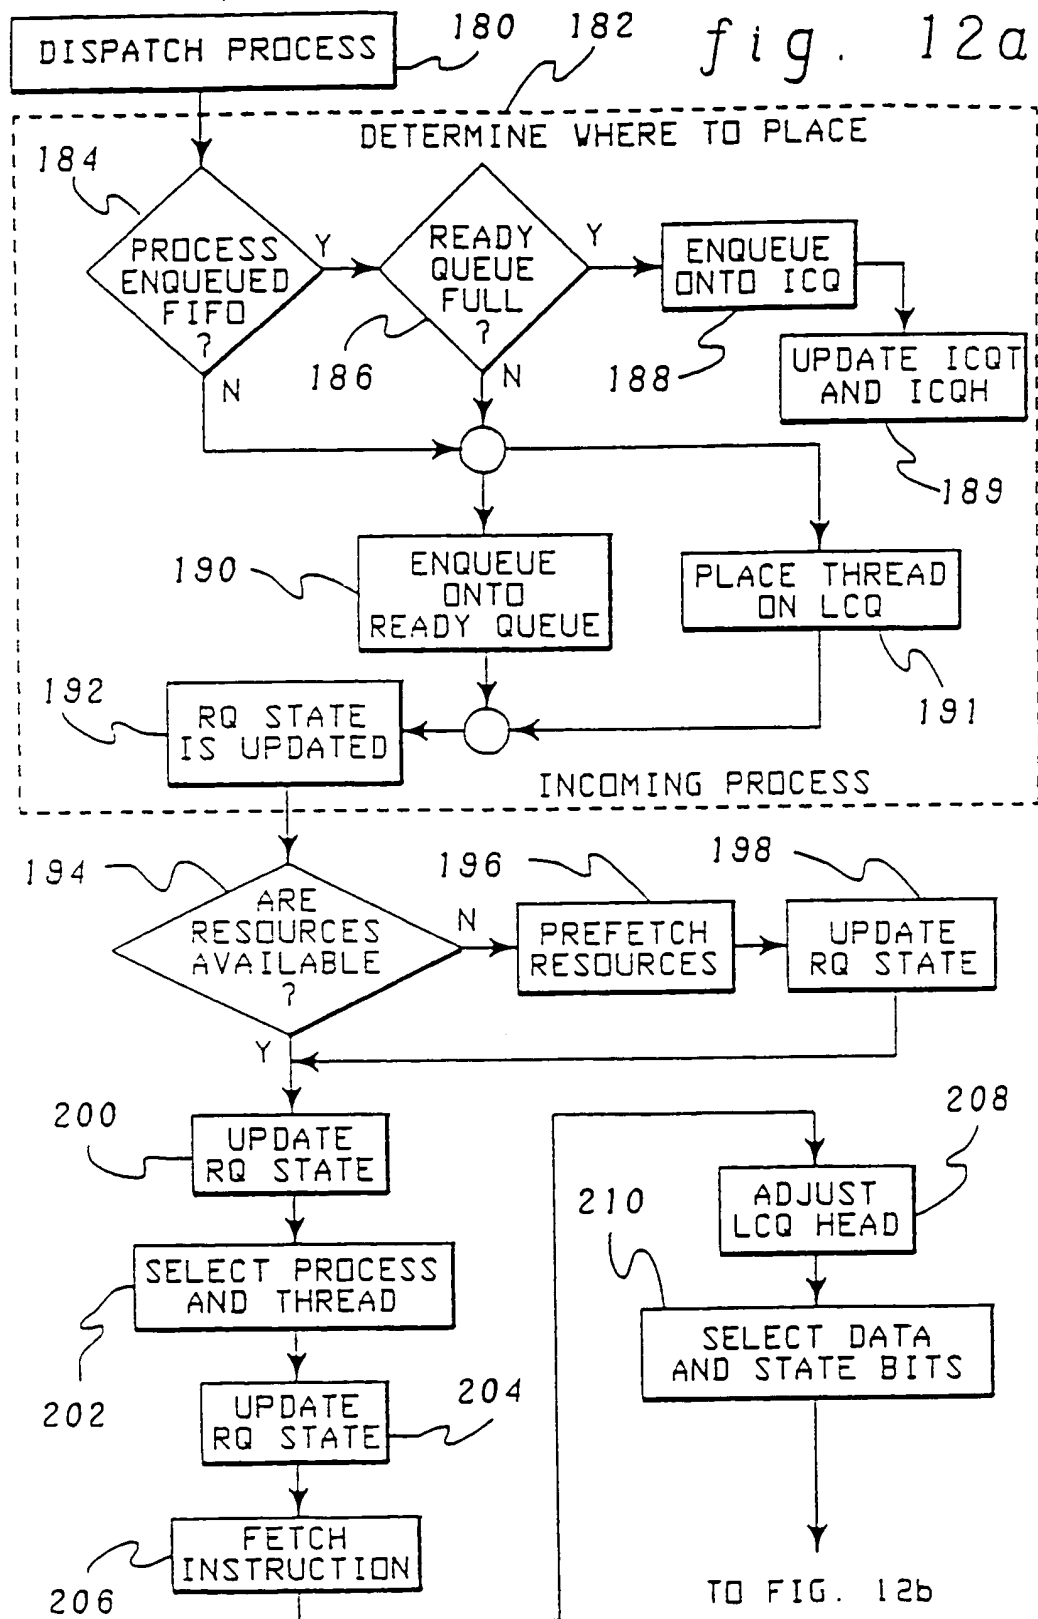 fig. 12a
180
182
DISPATCH PROCESS
DETERMINE WHERE TO PLACE
184
PROCESS
ENQUEUED
FIFO
?
Y
N
READY
QUEUE
FULL
?
Y
N
186
ENQUEUE
ONTO ICQ
188
UPDATE ICQT
AND ICQH
189
190
ENQUEUE
ONTO
READY QUEUE
PLACE THREAD
ON LCQ
191
192
RQ STATE
IS UPDATED
INCOMING PROCESS
194
ARE
RESOURCES
AVAILABLE
?
N
Y
196
PREFETCH
RESOURCES
198
UPDATE
RQ STATE
200
UPDATE
RQ STATE
SELECT PROCESS
AND THREAD
202
UPDATE
RQ STATE
204
FETCH
INSTRUCTION
206
208
ADJUST
LCQ HEAD
210
SELECT DATA
AND STATE BITS
TO FIG. 12b